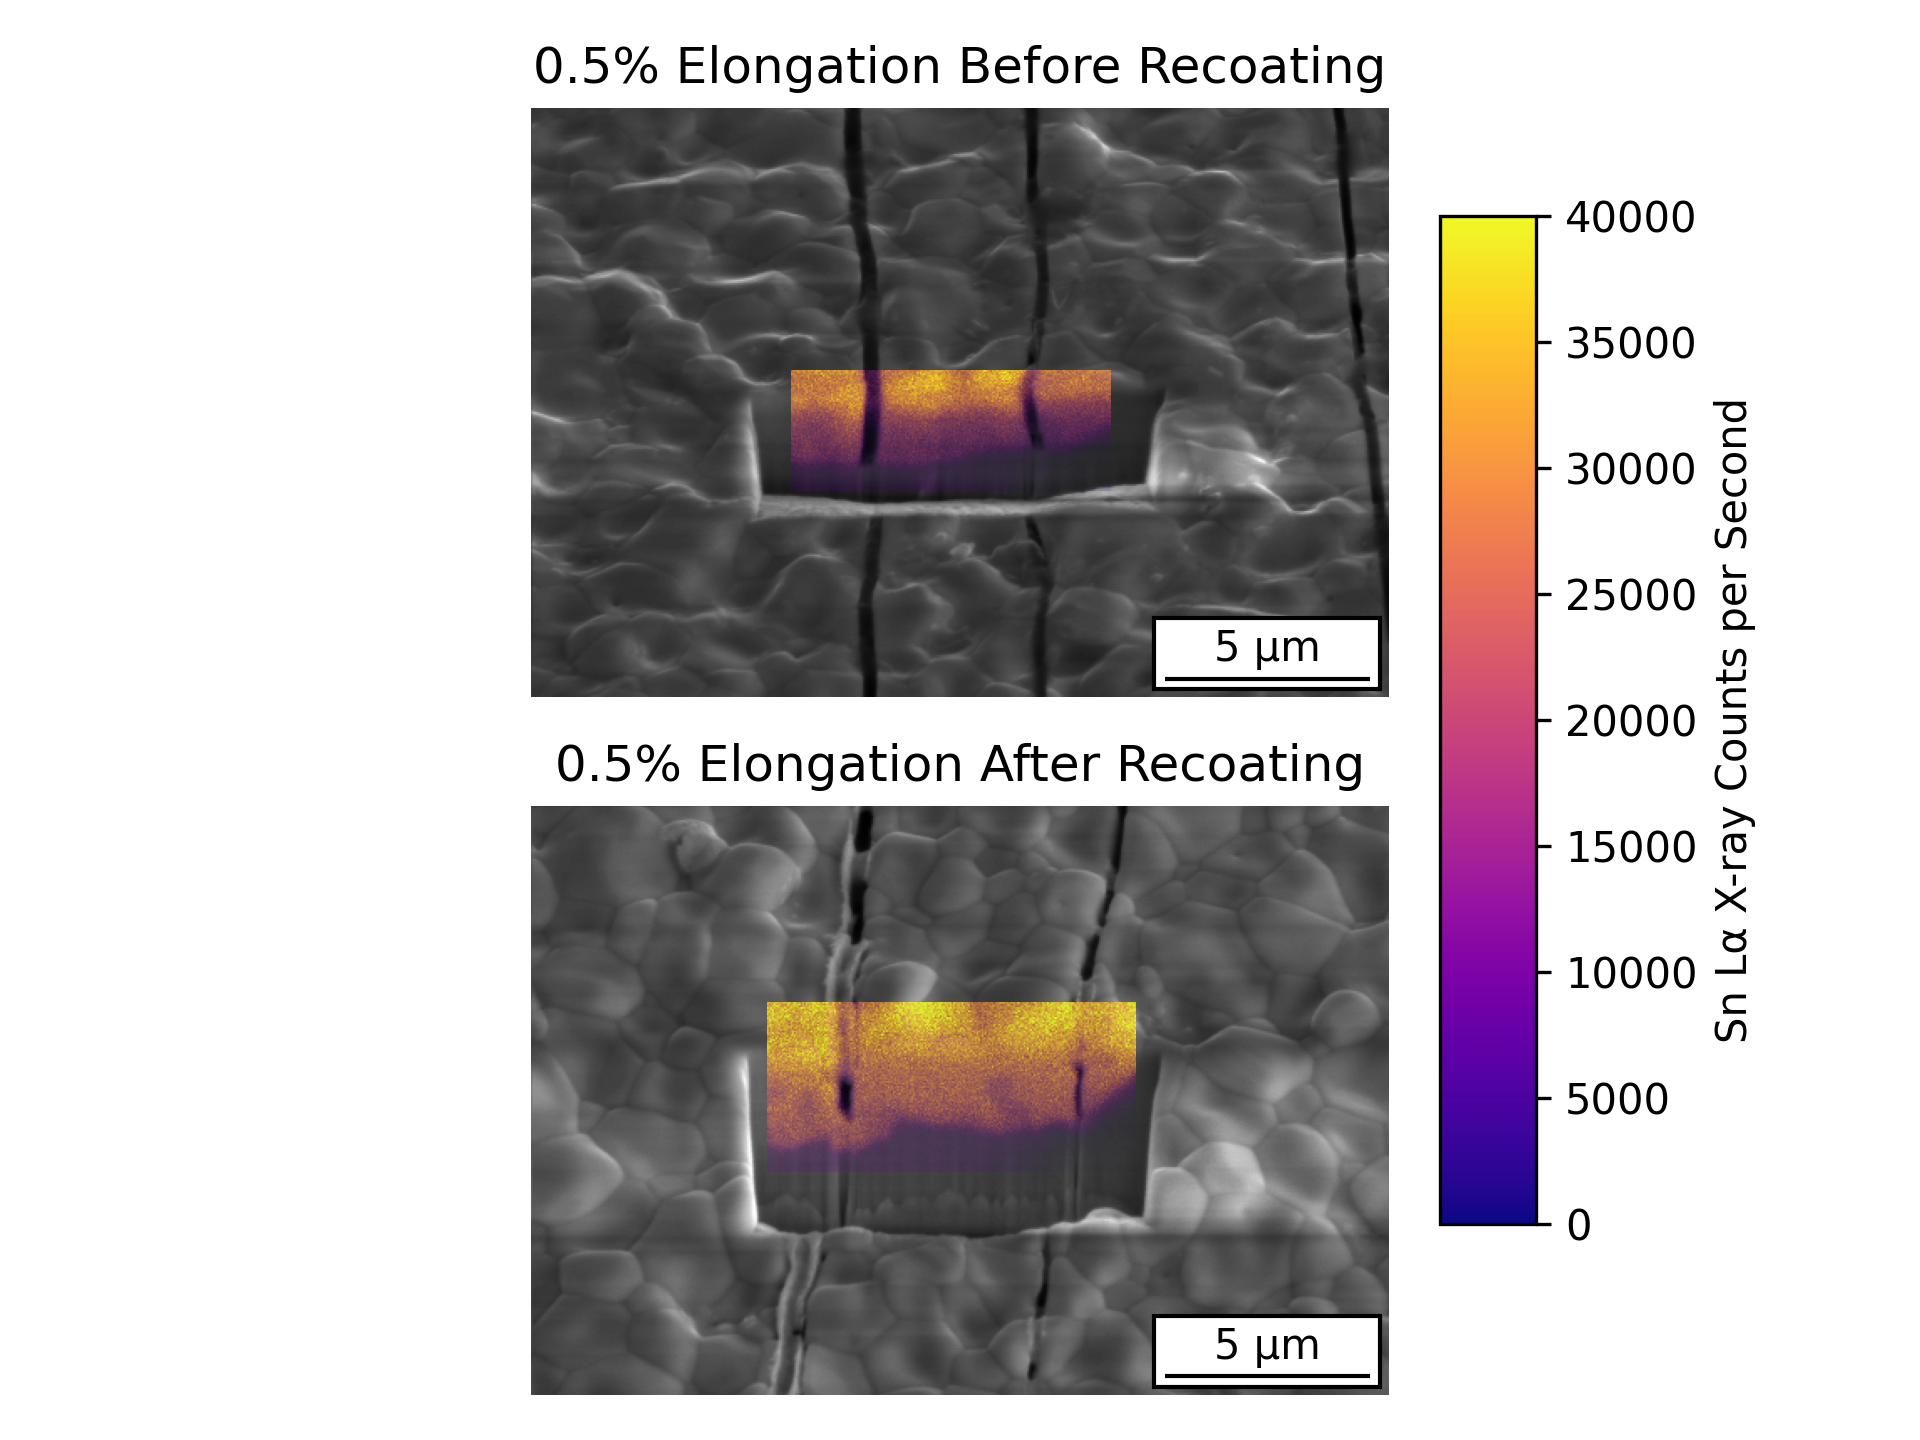 0.5% Elongation Before Recoating
5 µm
0.5% Elongation After Recoating
5 µm
40000
35000
30000
25000
20000
15000
10000
5000
0
Sn Lα X-ray Counts per Second